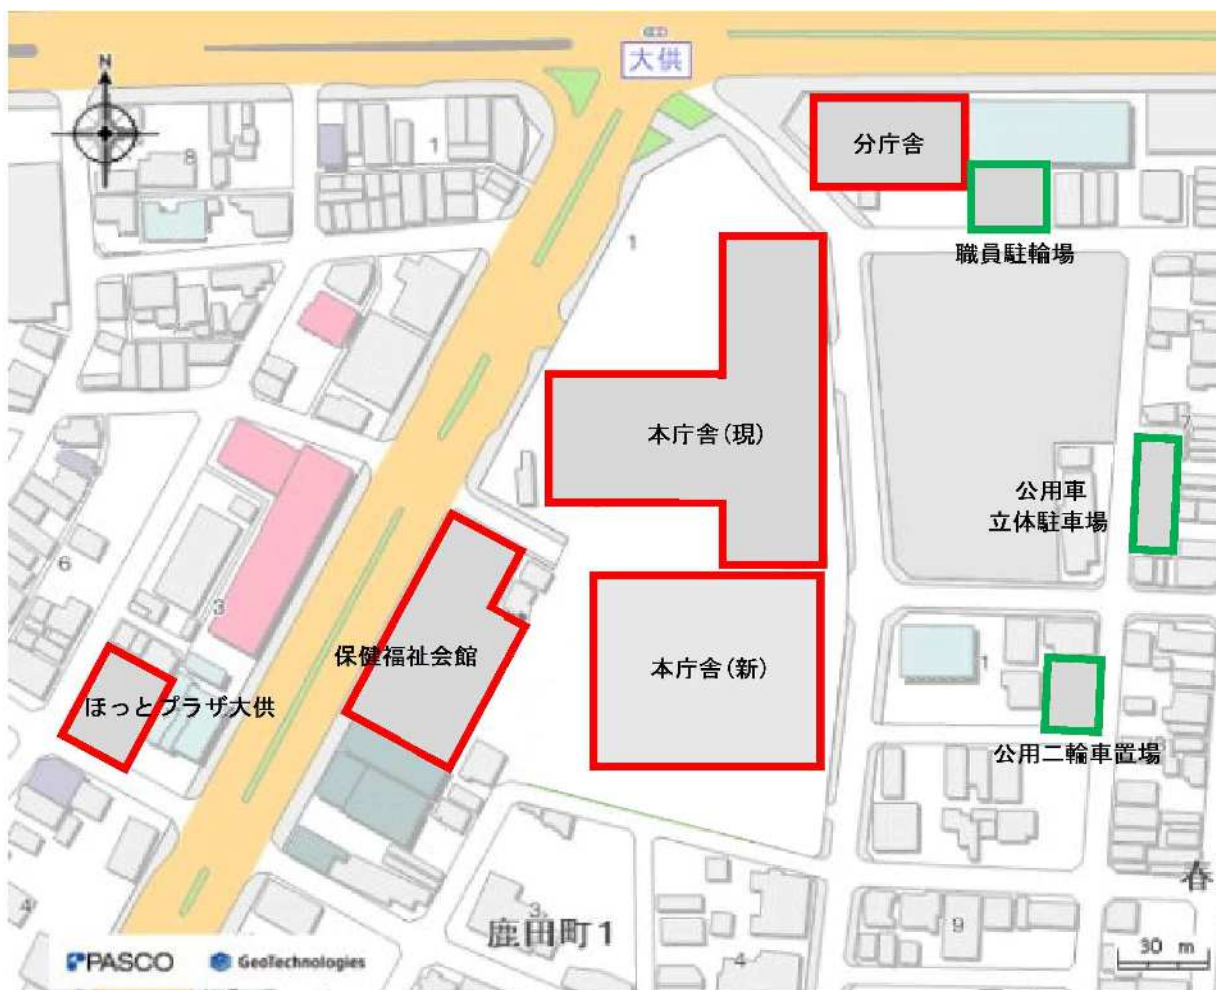 大供
N
分庁舎
8
1
1
職員駐輪場
本庁舎(現)
7
公用車
立体駐車場
6
3
保健福祉会館
本庁舎(新)
1
ほっとプラザ大供
公用二輪車置場
春
鹿田町1
3
9
4
4
30 m
PASCO
GeoTechnologies